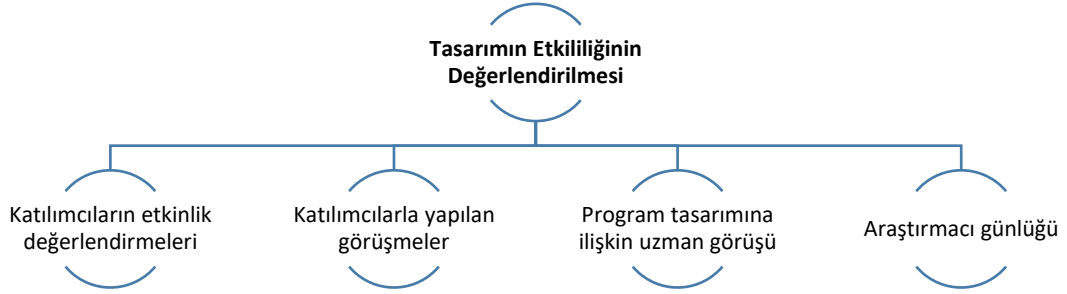 Tasarımın Etkililiğinin
Değerlendirilmesi
Katılımcıların etkinlik
değerlendirmeleri
Katılımcılarla yapılan
görüşmeler
Program tasarımına
ilişkin uzman görüşü
Araştırmacı günlüğü